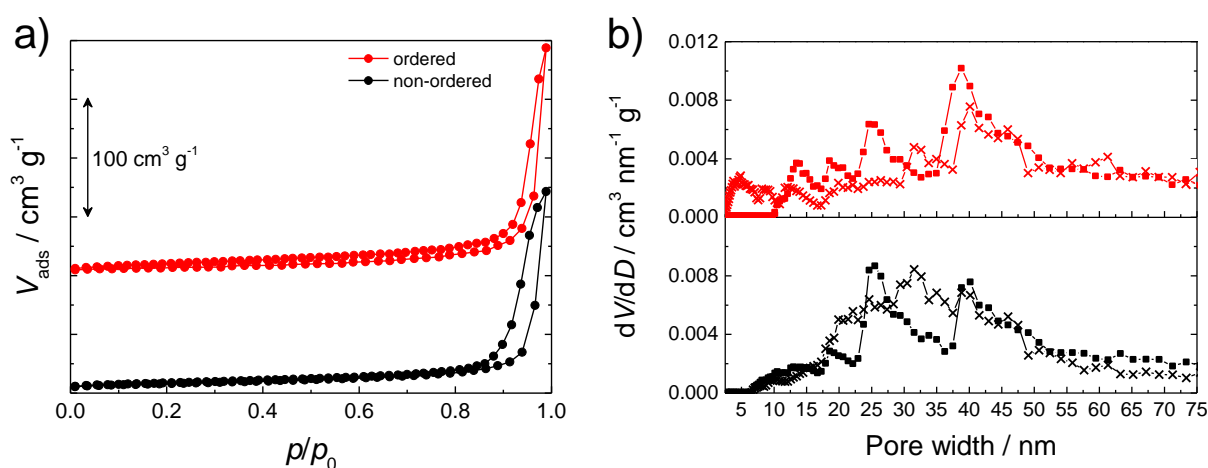 a)
ordered
non-ordered
100 cm³ g⁻¹
V_ads / cm³ g⁻¹
0.0 0.2 0.4 0.6 0.8 1.0
p/p₀
b)
0.012
0.008
0.004
0.000
0.008
0.004
0.000
dV/dD / cm³ nm⁻¹ g⁻¹
5 10 15 20 25 30 35 40 45 50 55 60 65 70 75
Pore width / nm